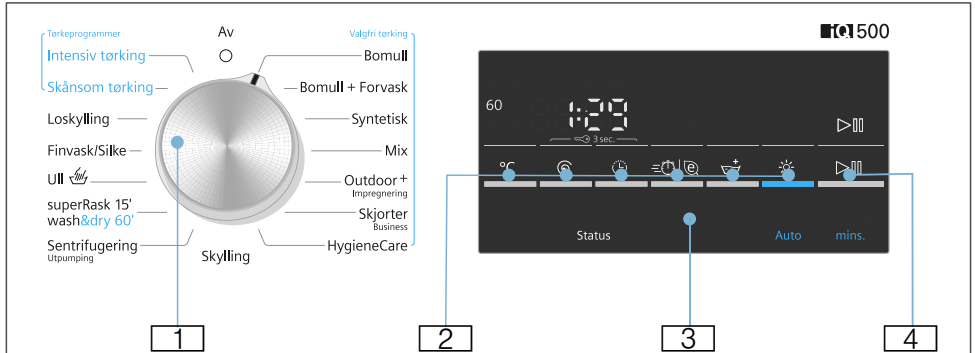 Tørkeprogrammer
Av
Valgfri tørking
iQ500
Intensiv tørking
Bomull
Skånsom tørking
Bomull + Forvask
60
1:29
Loskylling
Syntetisk
3 sec.
Finvask/Silke
Mix
°C
e
+
Ull
Outdoor+
Impregnering
superRask 15'
wash&dry 60'
Skjorter
Business
Sentrifugering
Utpumping
Skylling
HygieneCare
Status
Auto
mins.
1
2
3
4